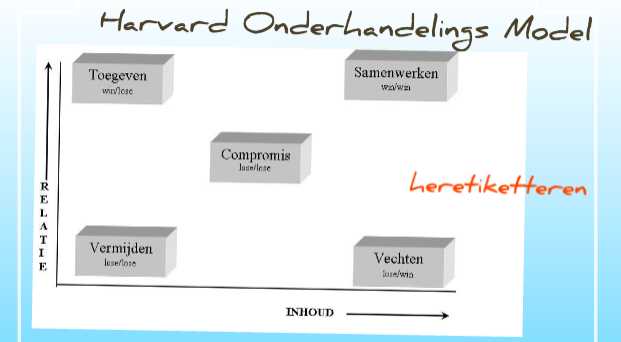 Harvard Onderhandelings Model
Toegeven
win/lose
Samenwerken
win/win
Compromis
lose/lose
heretiketteren
RELATIE
Vermijden
lose/lose
Vechten
lose/win
INHOUD